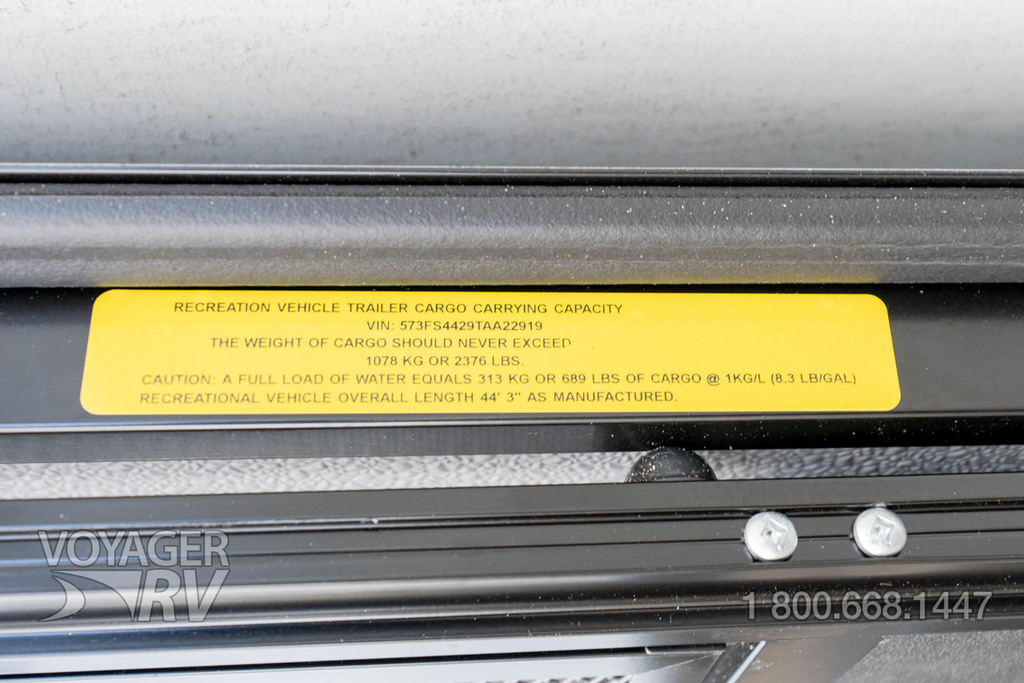 RECREATION VEHICLE TRAILER CARGO CARRYING CAPACITY
VIN: 573FS4429TAA22919
THE WEIGHT OF CARGO SHOULD NEVER EXCEED
1078 KG OR 2376 LBS.
CAUTION: A FULL LOAD OF WATER EQUALS 313 KG OR 689 LBS OF CARGO @ 1KG/L (8.3 LB/GAL)
RECREATIONAL VEHICLE OVERALL LENGTH 44' 3" AS MANUFACTURED.
VOYAGER
RV
1 800.668.1447